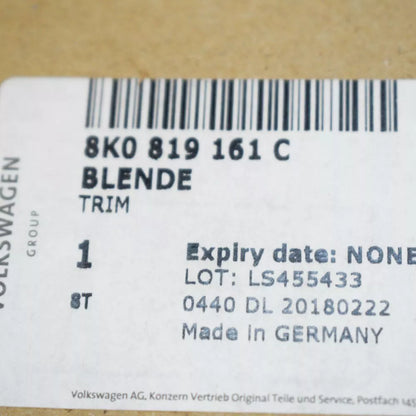 8K0 819 161 C
BLENDE
TRIM
VOLKSWAGEN
GROUP
1
8T
Expiry date: NONE
LOT: LS455433
0440 DL 20180222
Made in GERMANY
Volkswagen AG, Konzern Vertrieb Original Teile und Service, Postfach